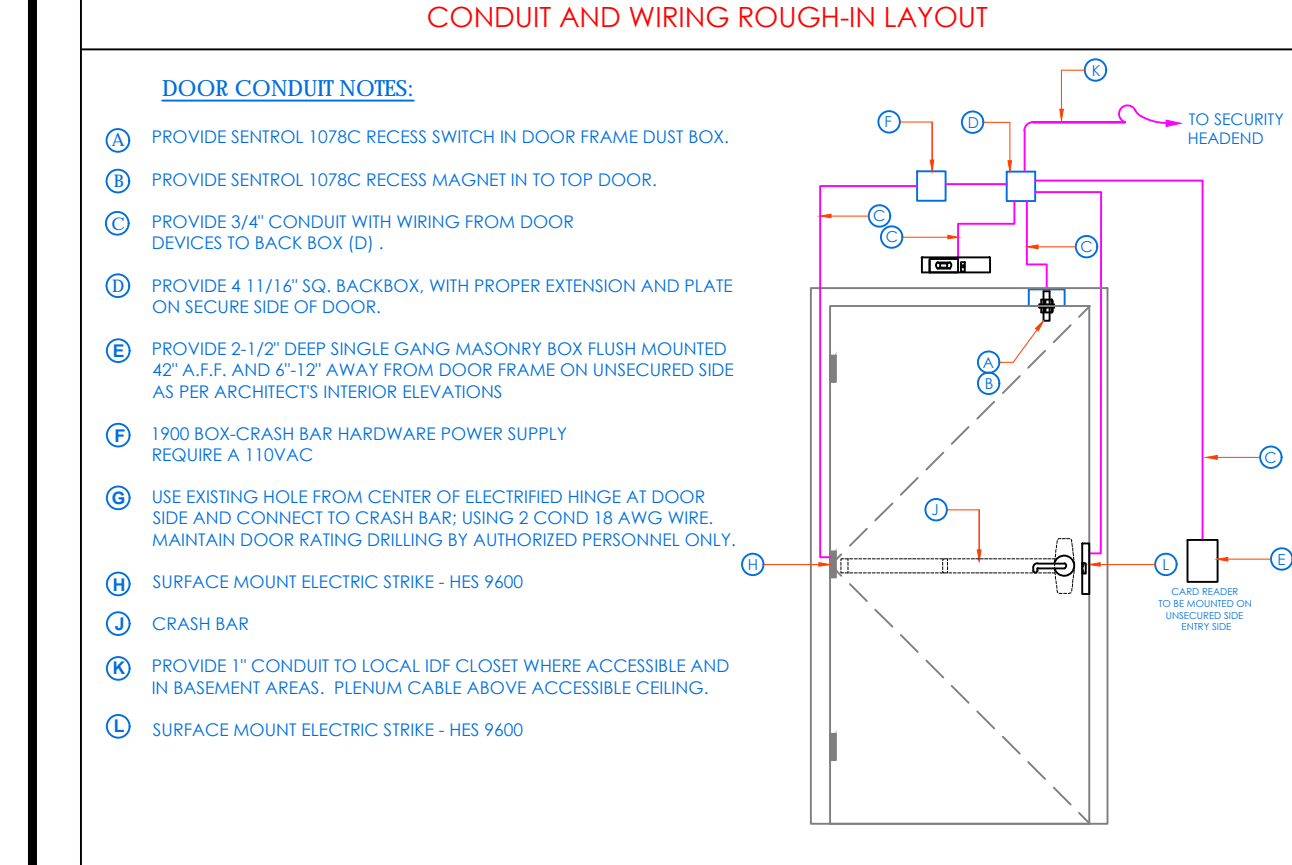 CONDUIT AND WIRING ROUGH-IN LAYOUT
DOOR CONDUIT NOTES:
A PROVIDE SENTROL 1078C RECESS SWITCH IN DOOR FRAME DUST BOX.
B PROVIDE SENTROL 1078C RECESS MAGNET IN TO TOP DOOR.
C PROVIDE 3/4" CONDUIT WITH WIRING FROM DOOR
DEVICES TO BACK BOX (D) .
D PROVIDE 4 11/16" SQ. BACKBOX, WITH PROPER EXTENSION AND PLATE
ON SECURE SIDE OF DOOR.
E PROVIDE 2-1/2" DEEP SINGLE GANG MASONRY BOX FLUSH MOUNTED
42" A.F.F. AND 6"-12" AWAY FROM DOOR FRAME ON UNSECURED SIDE
AS PER ARCHITECT'S INTERIOR ELEVATIONS
F 1900 BOX-CRASH BAR HARDWARE POWER SUPPLY
REQUIRE A 110VAC
G USE EXISTING HOLE FROM CENTER OF ELECTRIFIED HINGE AT DOOR
SIDE AND CONNECT TO CRASH BAR; USING 2 COND 18 AWG WIRE.
MAINTAIN DOOR RATING DRILLING BY AUTHORIZED PERSONNEL ONLY.
H SURFACE MOUNT ELECTRIC STRIKE - HES 9600
J CRASH BAR
K PROVIDE 1" CONDUIT TO LOCAL IDF CLOSET WHERE ACCESSIBLE AND
IN BASEMENT AREAS. PLENUM CABLE ABOVE ACCESSIBLE CEILING.
L SURFACE MOUNT ELECTRIC STRIKE - HES 9600
K
F
D
TO SECURITY
HEADEND
C
C
C
A
B
C
J
H
L
E
CARD READER
TO BE MOUNTED ON
UNSECURED SIDE
ENTRY SIDE